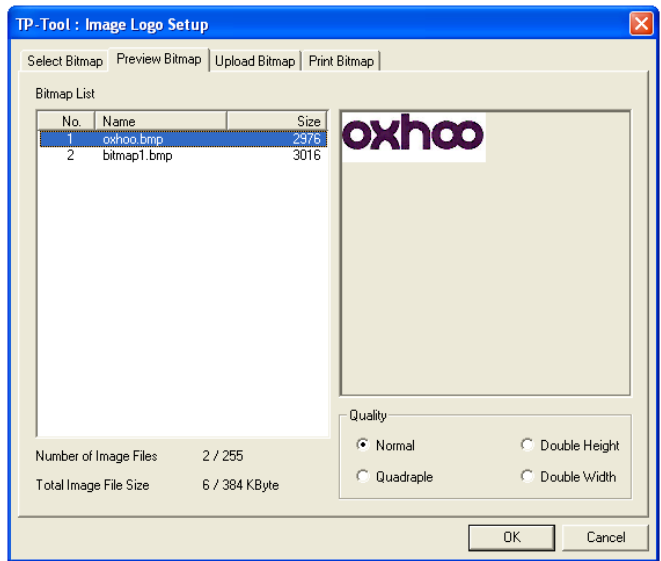 TP-Tool : Image Logo Setup
Select Bitmap Preview Bitmap Upload Bitmap Print Bitmap
Bitmap List
No. Name Size
1 oxhoo.bmp 2976
2 bitmap1.bmp 3016
oxhoo
Number of Image Files 2 / 255
Total Image File Size 6 / 384 KByte
Quality
Normal Double Height
Quadraple Double Width
OK Cancel